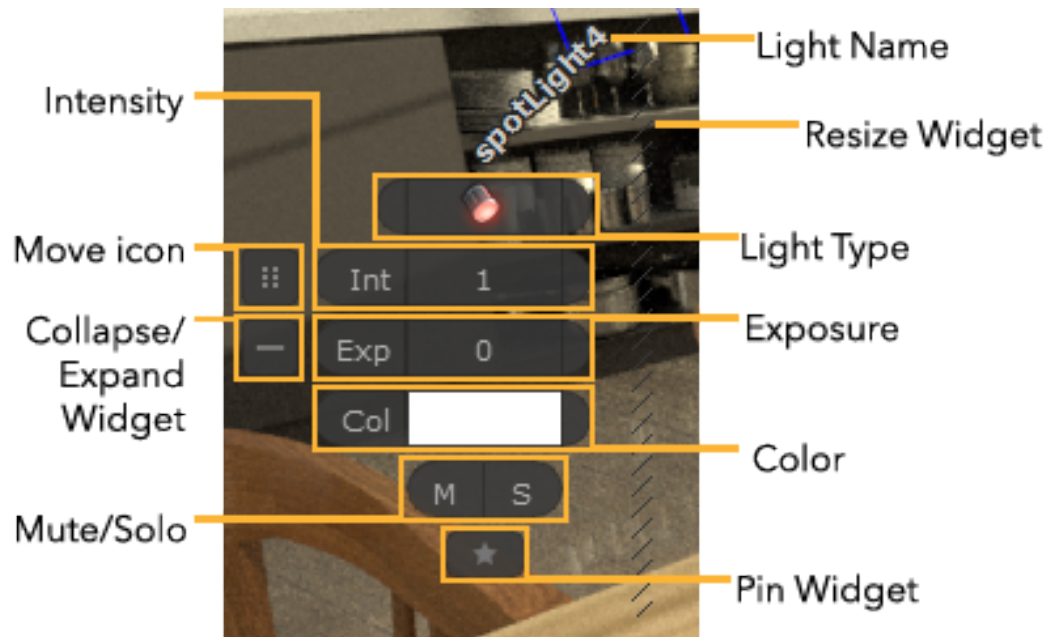 Light Name
spotLight4
Intensity
Resize Widget
Light Type
Move icon
Int 1
Collapse/
Expand
Widget
Exp 0
Exposure
Col
Color
M S
Mute/Solo
Pin Widget